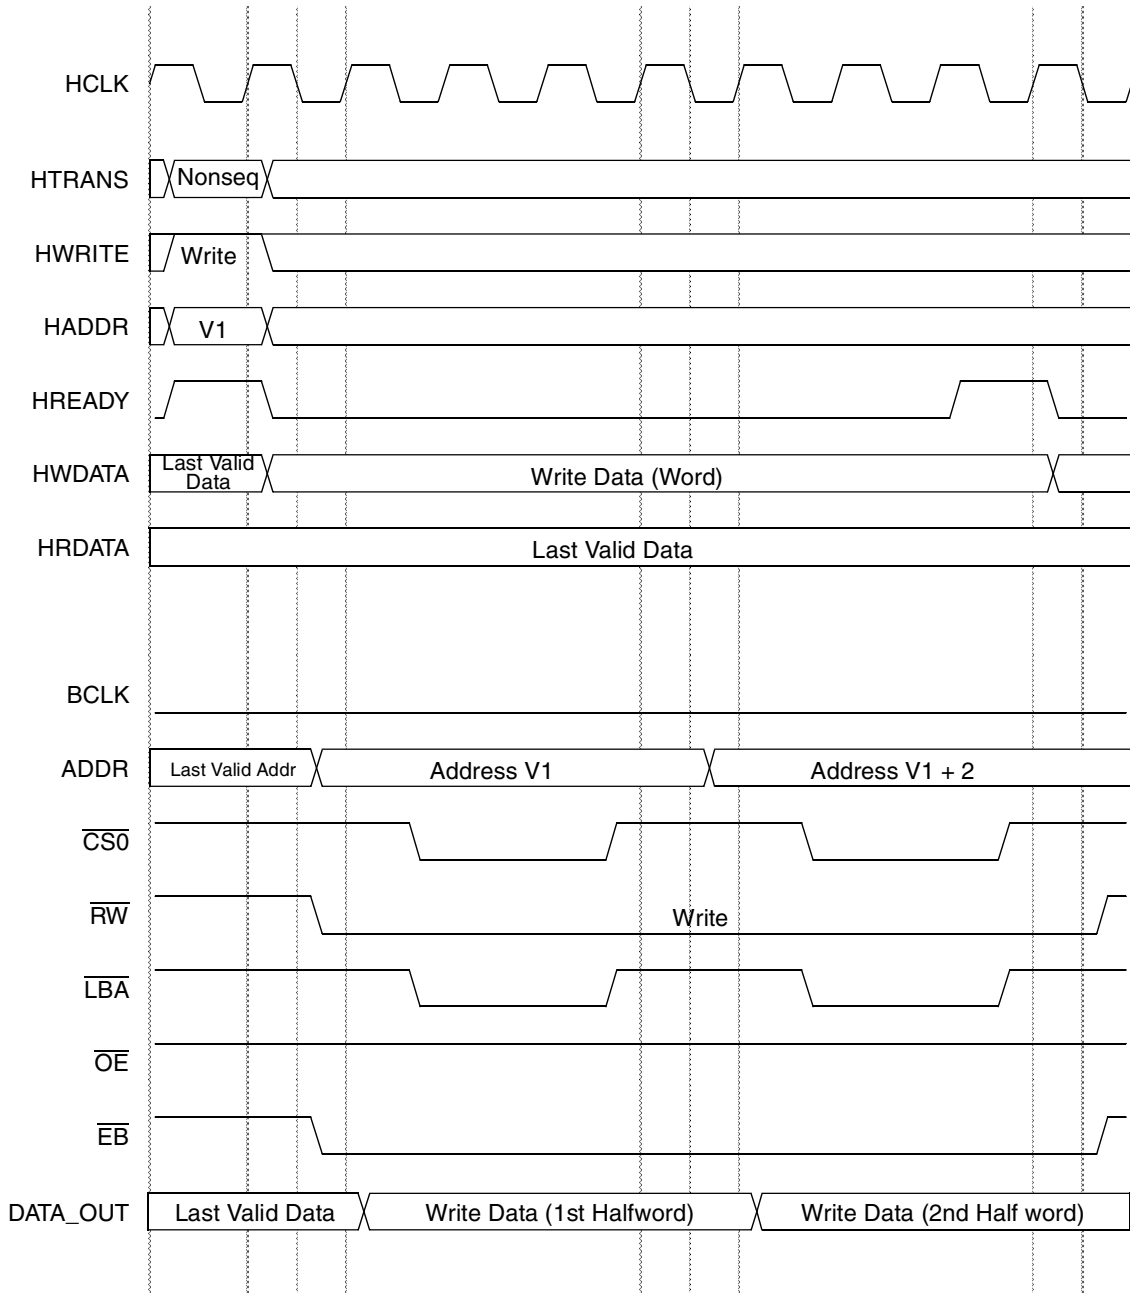 HCLK
HTRANS Nonseq
HWRITE Write
HADDR V1
HREADY
HWDATA Last Valid Data Write Data (Word)
HRDATA Last Valid Data
BCLK
ADDR Last Valid Addr Address V1 Address V1 + 2
CS0
RW Write
LBA
OE
EB
DATA_OUT Last Valid Data Write Data (1st Halfword) Write Data (2nd Half word)